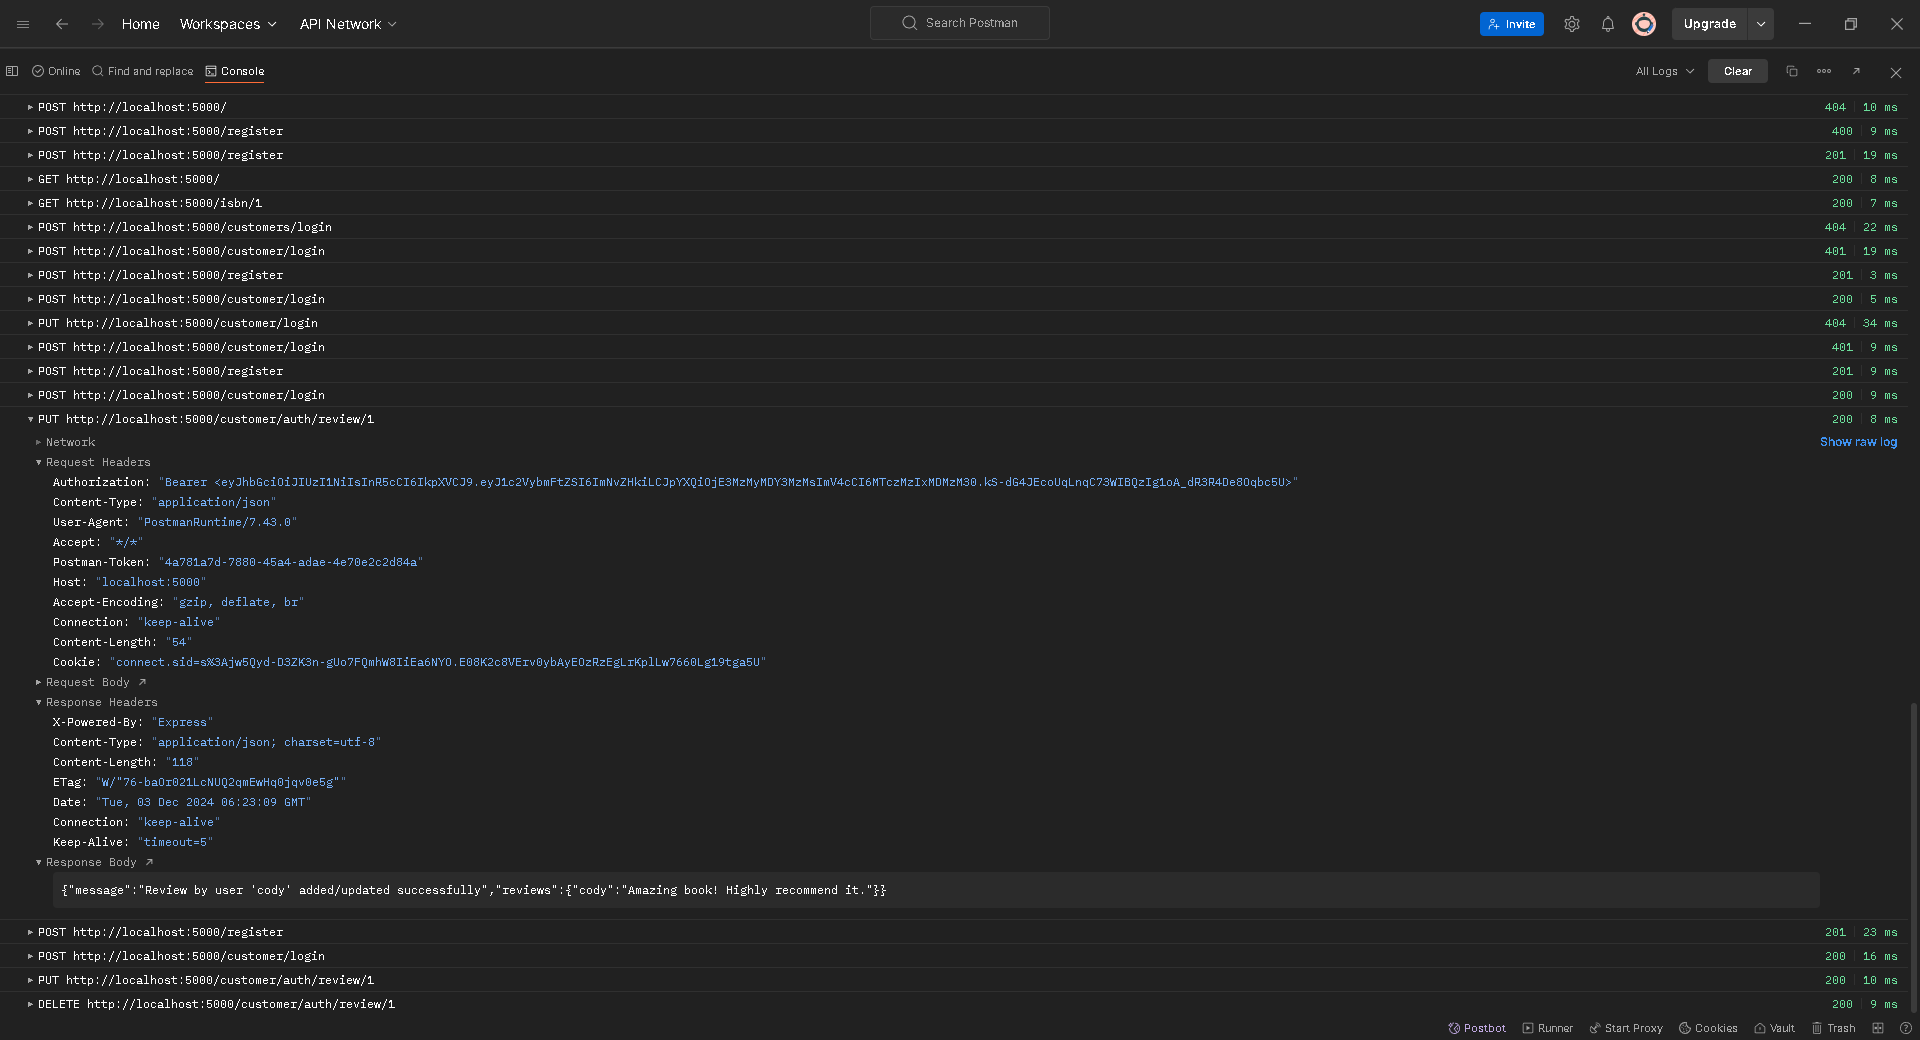 Home Workspaces API Network Search Postman Invite Upgrade
Online Find and replace Console All Logs Clear
POST http://localhost:5000/ 404 10 ms
POST http://localhost:5000/register 400 9 ms
POST http://localhost:5000/register 201 19 ms
GET http://localhost:5000/ 200 8 ms
GET http://localhost:5000/isbn/1 200 7 ms
POST http://localhost:5000/customers/login 404 22 ms
POST http://localhost:5000/customer/login 401 19 ms
POST http://localhost:5000/register 201 3 ms
POST http://localhost:5000/customer/login 200 5 ms
PUT http://localhost:5000/customer/login 404 34 ms
POST http://localhost:5000/customer/login 401 9 ms
POST http://localhost:5000/register 201 9 ms
POST http://localhost:5000/customer/login 200 9 ms
PUT http://localhost:5000/customer/auth/review/1 200 8 ms
Network Show raw log
Request Headers
Authorization: "Bearer <eyJhbGciOiJIUzI1NiIsInR5cCI6IkpXVCJ9.eyJ1c2VybmFtZSI6ImNvZHkiLCJpYXQiOjE3MzMyMDY3MzMsImV4cCI6MTczMzIxMDMzM30.kS-dG4JEcoUqLnqC73WIBQzIg1oA_dR3R4De8Oqbc5U>"
Content-Type: "application/json"
User-Agent: "PostmanRuntime/7.43.0"
Accept: "*/*"
Postman-Token: "4a781a7d-7880-45a4-adae-4e70e2c2d84a"
Host: "localhost:5000"
Accept-Encoding: "gzip, deflate, br"
Connection: "keep-alive"
Content-Length: "54"
Cookie: "connect.sid=s%3Ajw5Qyd-D3ZK3n-gUo7FQmhW8IiEa6NYO.E08K2c8VErv0ybAyEOzRzEgLrKplLw7660Lg19tga5U"
Request Body
Response Headers
X-Powered-By: "Express"
Content-Type: "application/json; charset=utf-8"
Content-Length: "118"
ETag: "W/"76-baOr021LcNUQ2qmEwHq0jqv0e5g""
Date: "Tue, 03 Dec 2024 06:23:09 GMT"
Connection: "keep-alive"
Keep-Alive: "timeout=5"
Response Body
{"message":"Review by user 'cody' added/updated successfully","reviews":{"cody":"Amazing book! Highly recommend it."}}
POST http://localhost:5000/register 201 23 ms
POST http://localhost:5000/customer/login 200 16 ms
PUT http://localhost:5000/customer/auth/review/1 200 10 ms
DELETE http://localhost:5000/customer/auth/review/1 200 9 ms
Postbot Runner Start Proxy Cookies Vault Trash